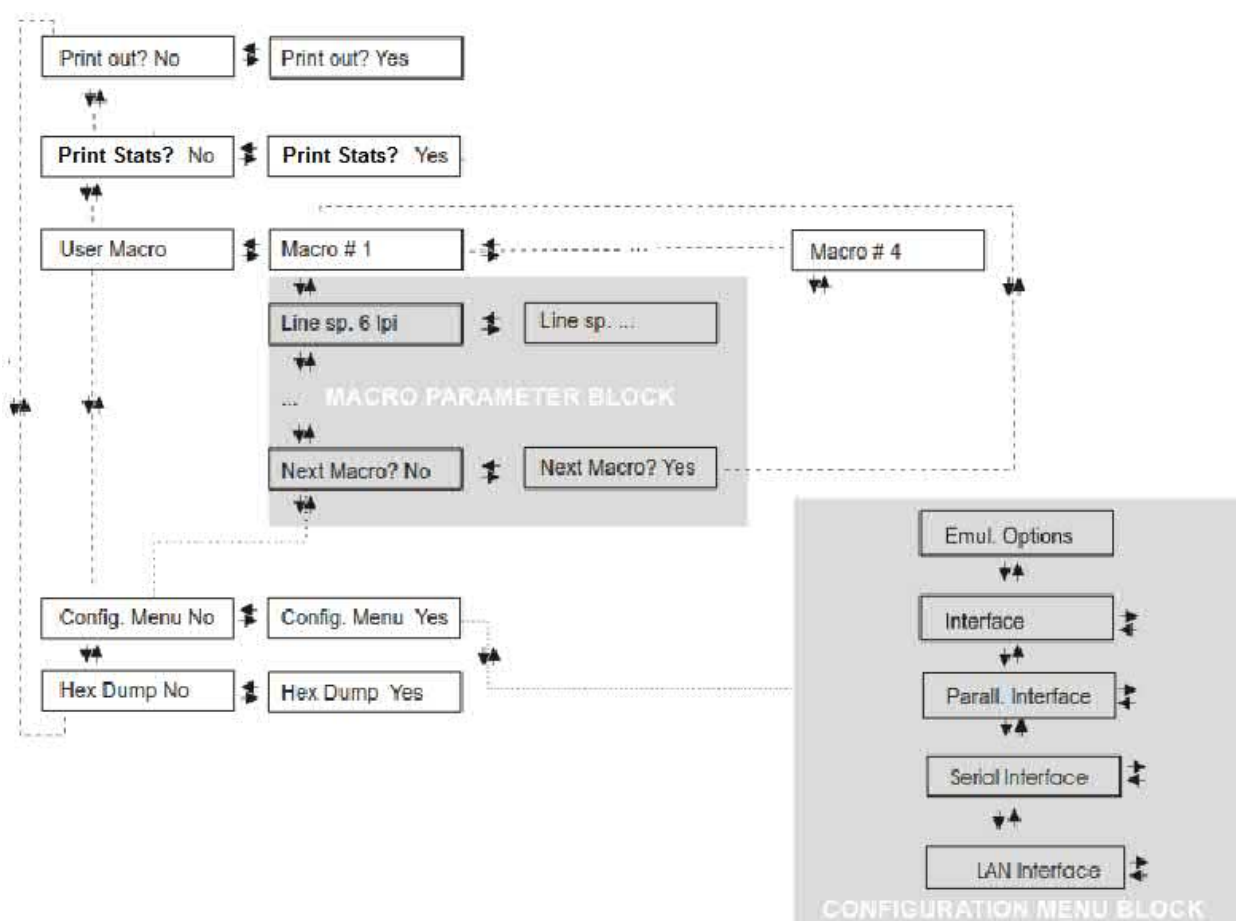 Print out? No
Print out? Yes
Print Stats? No
Print Stats? Yes
User Macro
Macro # 1
...
Macro # 4
Line sp. 6 lpi
Line sp. ...
... MACRO PARAMETER BLOCK
Next Macro? No
Next Macro? Yes
Config. Menu No
Config. Menu Yes
Hex Dump No
Hex Dump Yes
Emul. Options
Interface
Parall. Interface
Serial Interface
LAN Interface
CONFIGURATION MENU BLOCK